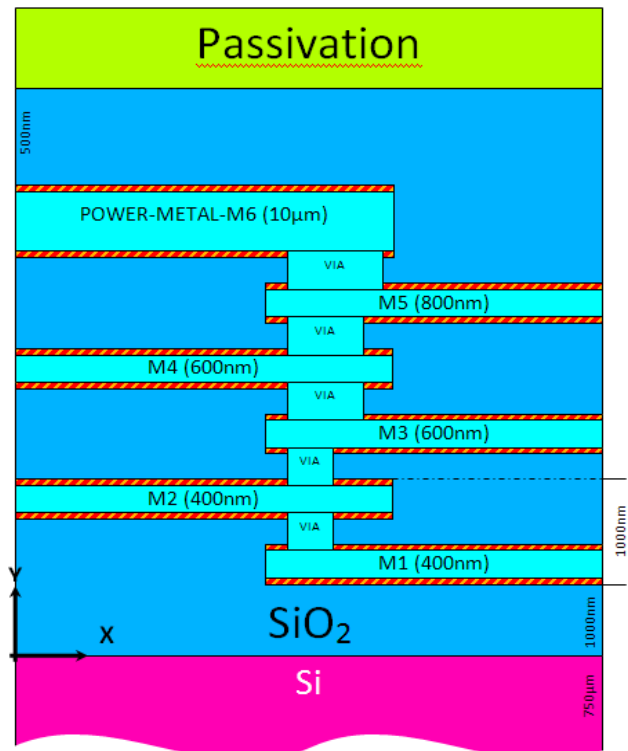 Passivation
500nm
POWER-METAL-M6 (10µm)
VIA
M5 (800nm)
VIA
M4 (600nm)
VIA
M3 (600nm)
VIA
M2 (400nm)
VIA
M1 (400nm)
1000nm
Y
X
SiO₂
1000nm
Si
750µm